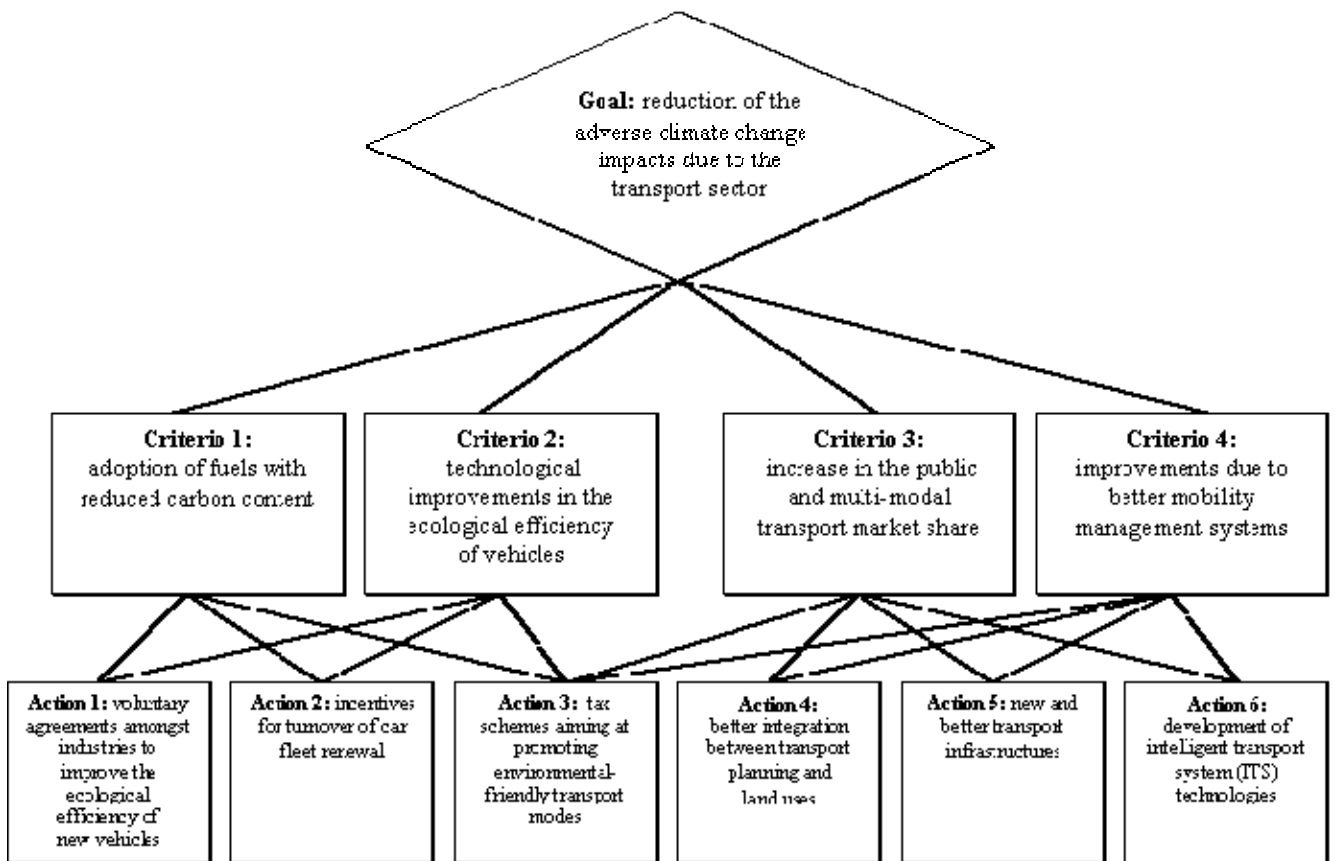 Goal: reduction of the
adverse climate change
impacts due to the
transport sector
Criterio 1:
adoption of fuels with
reduced carbon content
Criterio 2:
technological
improvements in the
ecological efficiency
of vehicles
Criterio 3:
increase in the public
and multi-modal
transport market share
Criterio 4:
improvements due to
better mobility
management systems
Action 1: voluntary
agreements amongst
industries to
improve the
ecological
efficiency of
new vehicles
Action 2: incentives
for turnover of car
fleet renewal
Action 3: tax
schemes aiming at
promoting
environmental-
friendly transport
modes
Action 4:
better integration
between transport
planning and
land uses
Action 5: new and
better transport
infrastructures
Action 6:
development of
intelligent transport
system (ITS)
technologies